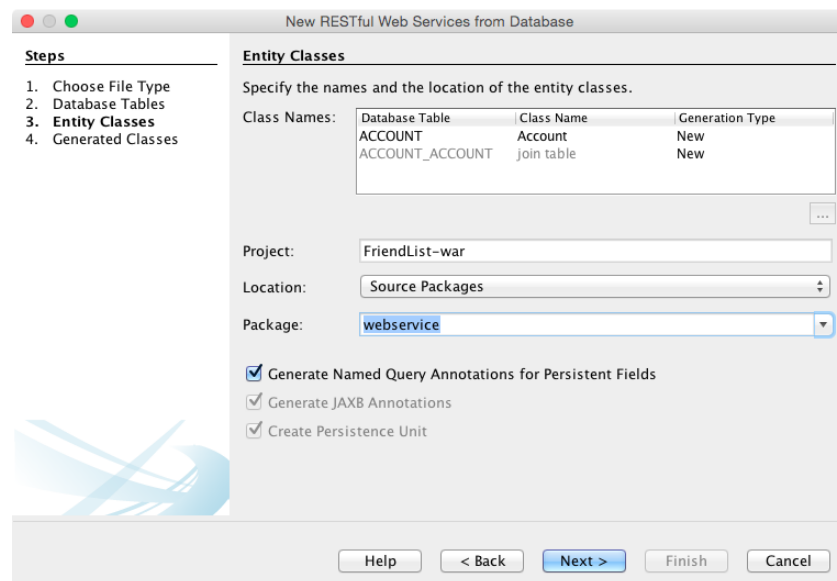 New RESTful Web Services from Database
Steps
1. Choose File Type
2. Database Tables
3. Entity Classes
4. Generated Classes
Entity Classes
Specify the names and the location of the entity classes.
Class Names:
Database Table Class Name Generation Type
ACCOUNT Account New
ACCOUNT_ACCOUNT join table New
...
Project: FriendList-war
Location: Source Packages
Package: webservice
Generate Named Query Annotations for Persistent Fields
Generate JAXB Annotations
Create Persistence Unit
Help < Back Next > Finish Cancel